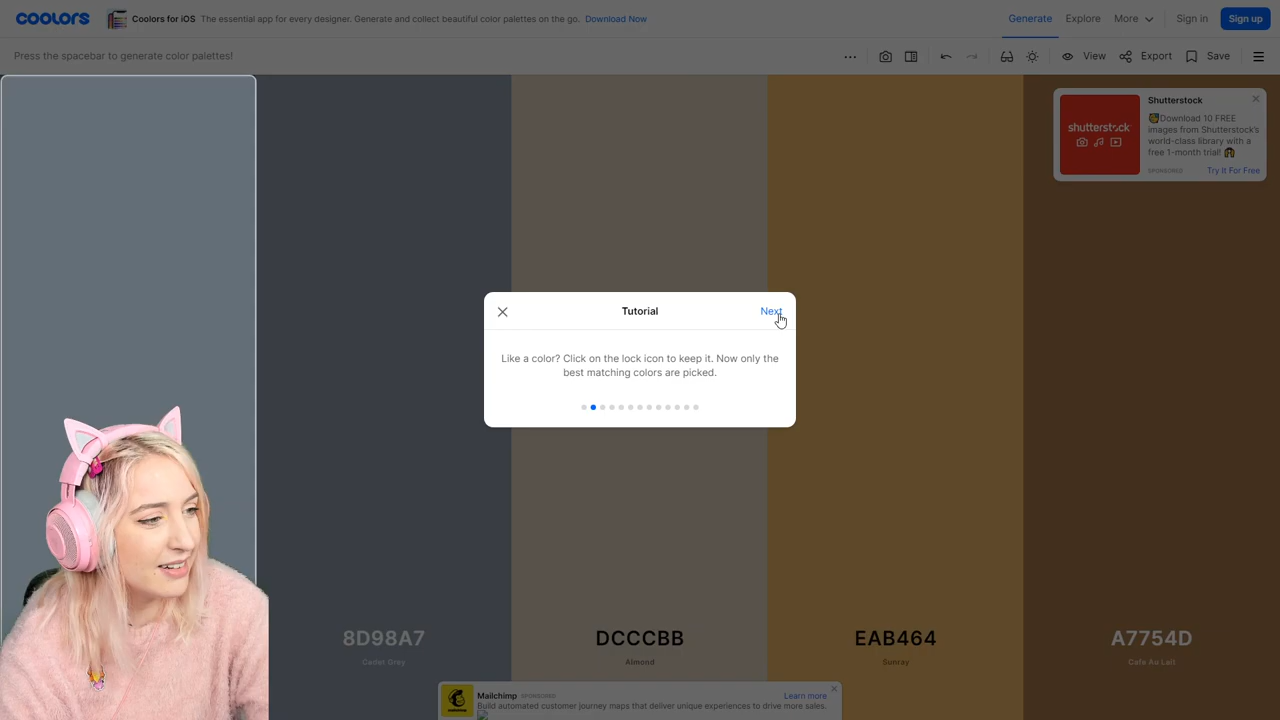 coolors
Coolors for iOS The essential app for every designer. Generate and collect beautiful color palettes on the go. Download Now
Generate Explore More Sign in Sign up
Press the spacebar to generate color palettes!
View Export Save
Shutterstock
shutterstock
🙋Download 10 FREE
images from Shutterstock's
world-class library with a
free 1-month trial!
SPONSORED Try It For Free
Tutorial Next
Like a color? Click on the lock icon to keep it. Now only the
best matching colors are picked.
8D98A7 DCCCBB EAB464 A7754D
Cadet Grey Almond Sunray Cafe Au Lait
Mailchimp SPONSORED Learn more
Build automated customer journey maps that deliver unique experiences to drive more sales.